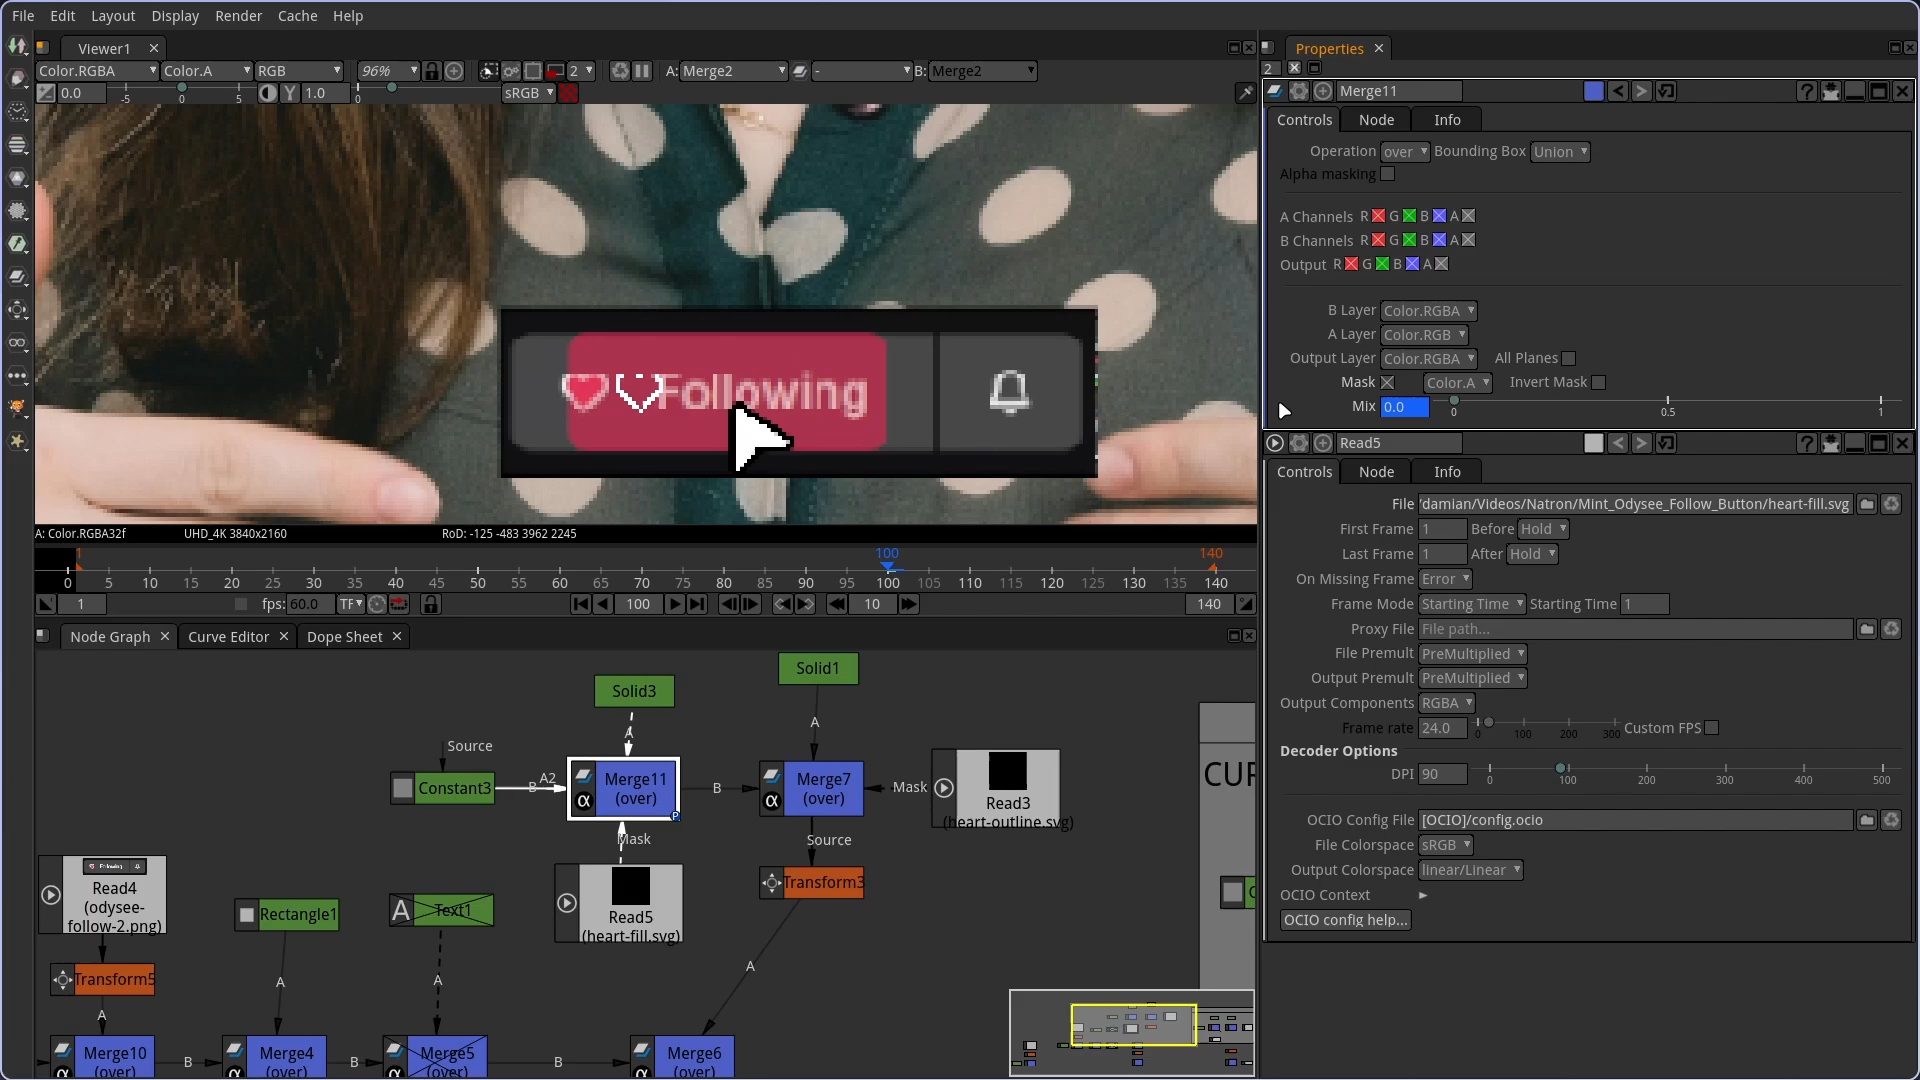 File Edit Layout Display Render Cache Help
Viewer1
Color.RGBA Color.A RGB 96% 2 A: Merge2 - B: Merge2
0.0 -5 0 5 Y 1.0 0 sRGB
Following
A: Color.RGBA32f UHD_4K 3840x2160 RoD: -125 -483 3962 2245
1 100 140
0 5 10 15 20 25 30 35 40 45 50 55 60 65 70 75 80 85 90 95 100 105 110 115 120 125 130 135 140
1 fps: 60.0 TF 100 10 140
Node Graph Curve Editor Dope Sheet
Solid1
Solid3
A
A
Source
Constant3
A2
B
Merge11
(over)
P
B
Merge7
(over)
Mask
Read3
(heart-outline.svg)
CUR
Mask
Source
Read4
(odysee-
follow-2.png)
Rectangle1
A Text1
Read5
(heart-fill.svg)
Transform3
C
Transform5
A
A
A
A
Merge10
(over)
B
Merge4
(over)
B
Merge5
(over)
B
Merge6
(over)
Properties
2
Merge11 ?
Controls Node Info
Operation over Bounding Box Union
Alpha masking
A Channels R G B A
B Channels R G B A
Output R G B A
B Layer Color.RGBA
A Layer Color.RGB
Output Layer Color.RGBA All Planes
Mask Color.A Invert Mask
Mix 0.0 0 0.5 1
Read5 ?
Controls Node Info
File 'damian/Videos/Natron/Mint_Odysee_Follow_Button/heart-fill.svg
First Frame 1 Before Hold
Last Frame 1 After Hold
On Missing Frame Error
Frame Mode Starting Time Starting Time 1
Proxy File File path...
File Premult PreMultiplied
Output Premult PreMultiplied
Output Components RGBA
Frame rate 24.0 0 100 200 300 Custom FPS
Decoder Options
DPI 90 0 100 200 300 400 500
OCIO Config File [OCIO]/config.ocio
File Colorspace sRGB
Output Colorspace linear/Linear
OCIO Context
OCIO config help...